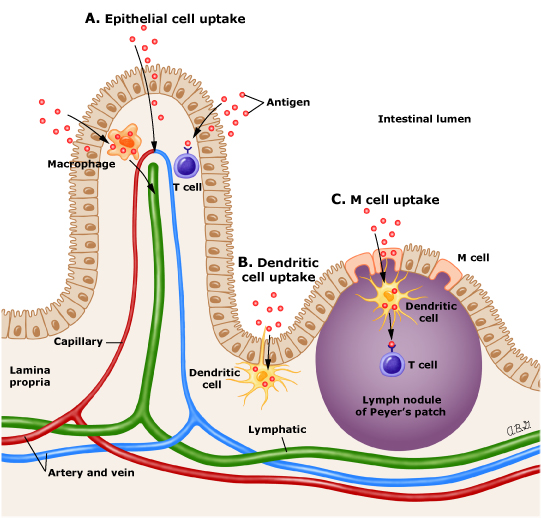 A. Epithelial cell uptake
Antigen
Intestinal lumen
Macrophage
T cell
C. M cell uptake
M cell
B. Dendritic
cell uptake
Dendritic
cell
T cell
Capillary
Lamina
propria
Dendritic
cell
Lymph nodule
of Peyer's patch
Lymphatic
Artery and vein